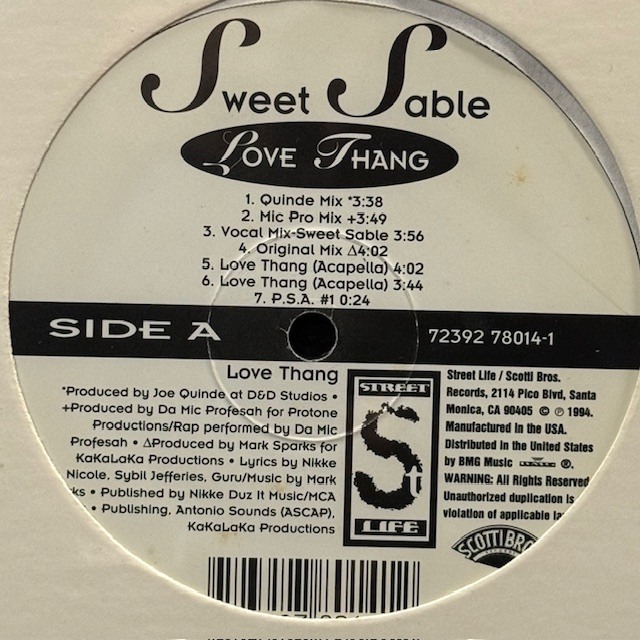 Sweet Sable
Love Thang
1. Quinde Mix *3:38
2. Mic Pro Mix +3:49
3. Vocal Mix-Sweet Sable 3:56
4. Original Mix Δ4:02
5. Love Thang (Acapella) 4:02
6. Love Thang (Acapella) 3:44
7. P.S.A. #1 0:24
SIDE A
72392 78014-1
Love Thang
*Produced by Joe Quinde at D&D Studios •
+Produced by Da Mic Profesah for Protone
Productions/Rap performed by Da Mic
Profesah • ΔProduced by Mark Sparks for
KaKaLaKa Productions • Lyrics by Nikke
Nicole, Sybil Jefferies, Guru/Music by Mark
ks • Published by Nikke Duz It Music/MCA
• Publishing, Antonio Sounds (ASCAP),
KaKaLaKa Productions
STREET
St
LIFE
Street Life / Scotti Bros.
Records, 2114 Pico Blvd, Santa
Monica, CA 90405 © ℗ 1994.
Manufactured In the USA.
Distributed in the United States
by BMG Music ®.
WARNING: All Rights Reserved
Unauthorized duplication is
violation of applicable la
SCOTTI BRO